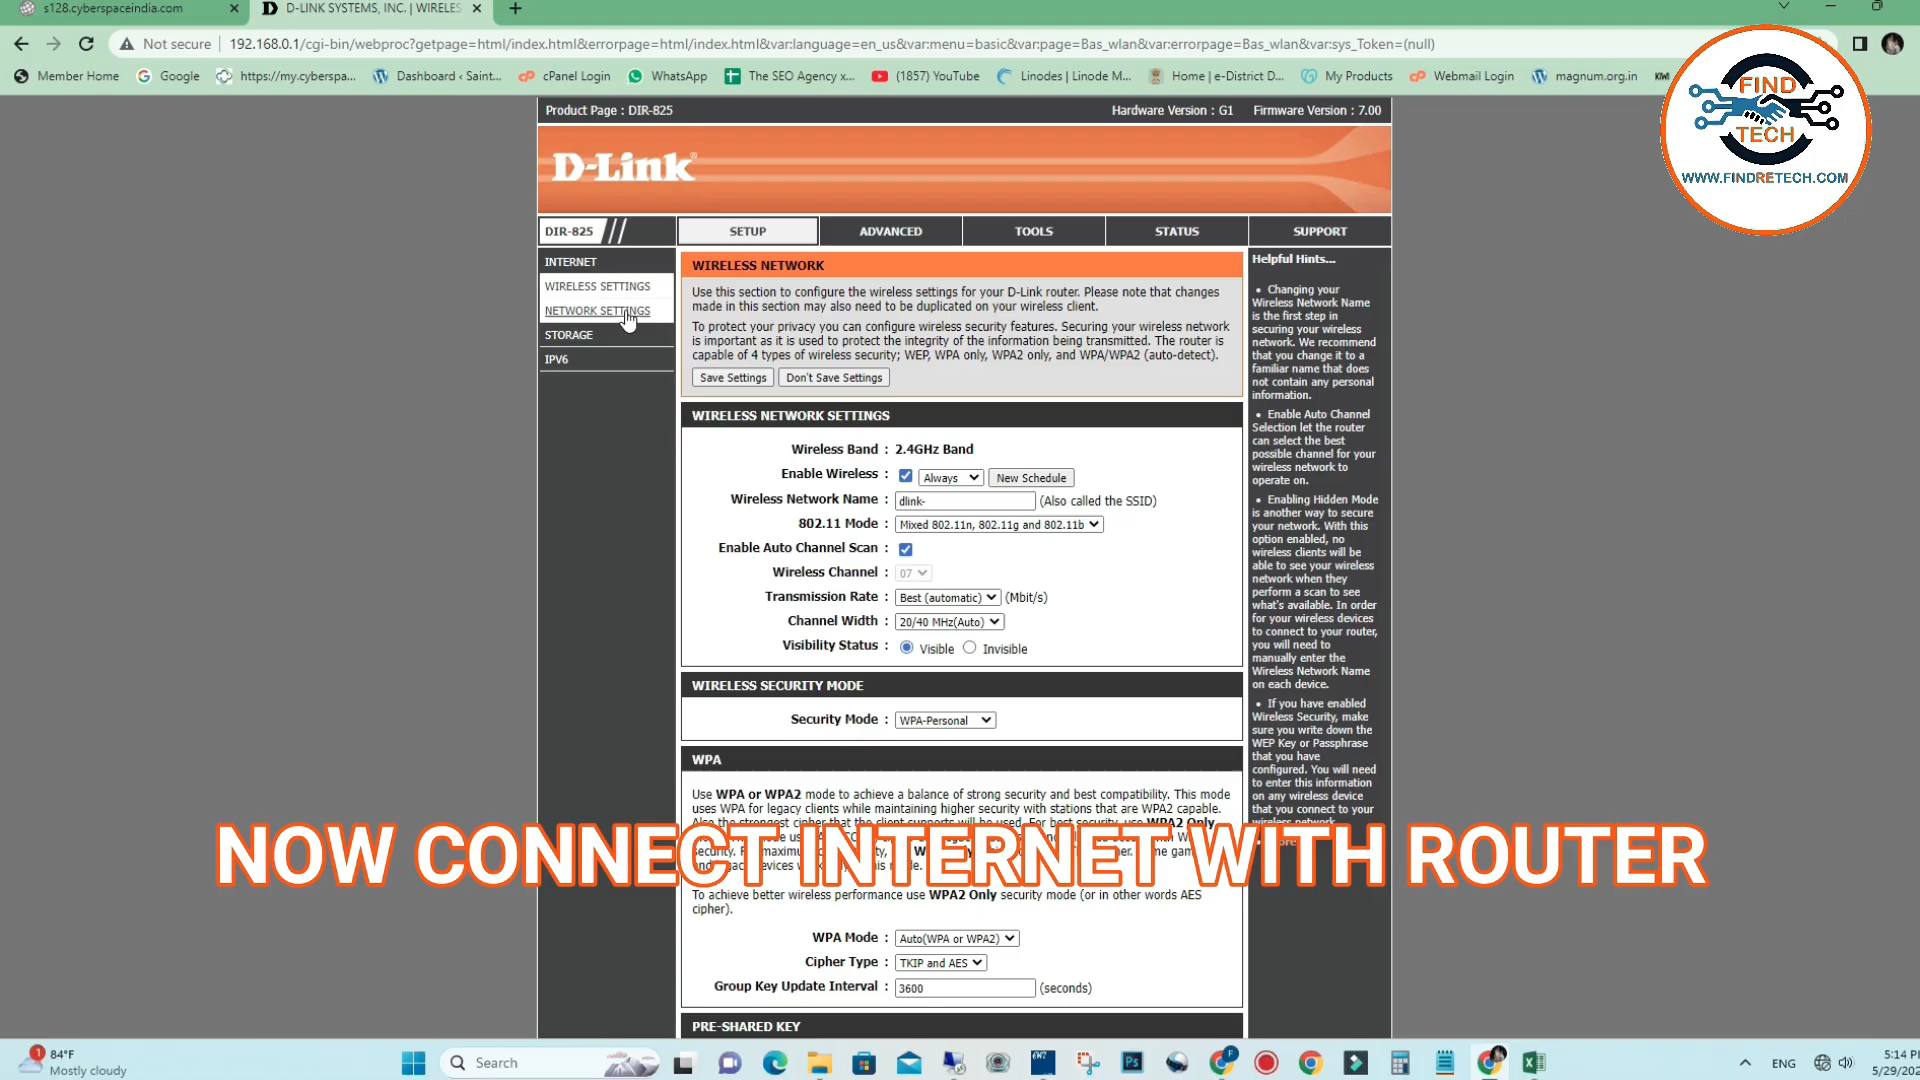 s128.cyberspaceindia.com
D-LINK SYSTEMS, INC. | WIRELES
Not secure
192.168.0.1/cgi-bin/webproc?getpage=html/index.html&errorpage=html/index.html&var:language=en_us&var:menu=basic&var:page=Bas_wlan&var:errorpage=Bas_wlan&var:sys_Token=(null)
Member Home
Google
https://my.cyberspa...
Dashboard ‹ Saint...
cPanel Login
WhatsApp
The SEO Agency x...
(1857) YouTube
Linodes | Linode M...
Home | e-District D...
My Products
Webmail Login
magnum.org.in
KIWI
FIND
TECH
WWW.FINDRETECH.COM
Product Page : DIR-825
Hardware Version : G1
Firmware Version : 7.00
D-Link®
DIR-825
SETUP
ADVANCED
TOOLS
STATUS
SUPPORT
INTERNET
WIRELESS SETTINGS
NETWORK SETTINGS
STORAGE
IPV6
WIRELESS NETWORK
Use this section to configure the wireless settings for your D-Link router. Please note that changes
made in this section may also need to be duplicated on your wireless client.
To protect your privacy you can configure wireless security features. Securing your wireless network
is important as it is used to protect the integrity of the information being transmitted. The router is
capable of 4 types of wireless security; WEP, WPA only, WPA2 only, and WPA/WPA2 (auto-detect).
Save Settings
Don't Save Settings
WIRELESS NETWORK SETTINGS
Wireless Band : 2.4GHz Band
Enable Wireless : Always New Schedule
Wireless Network Name : dlink- (Also called the SSID)
802.11 Mode : Mixed 802.11n, 802.11g and 802.11b
Enable Auto Channel Scan :
Wireless Channel : 07
Transmission Rate : Best (automatic) (Mbit/s)
Channel Width : 20/40 MHz(Auto)
Visibility Status : Visible Invisible
WIRELESS SECURITY MODE
Security Mode : WPA-Personal
WPA
Use WPA or WPA2 mode to achieve a balance of strong security and best compatibility. This mode
uses WPA for legacy clients while maintaining higher security with stations that are WPA2 capable.
Also the strongest cipher that the client supports will be used. For best security, use WPA2 Only
NOW CONNECT INTERNET WITH ROUTER
To achieve better wireless performance use WPA2 Only security mode (or in other words AES
cipher).
WPA Mode : Auto(WPA or WPA2)
Cipher Type : TKIP and AES
Group Key Update Interval : 3600 (seconds)
PRE-SHARED KEY
Helpful Hints...
• Changing your
Wireless Network Name
is the first step in
securing your wireless
network. We recommend
that you change it to a
familiar name that does
not contain any personal
information.
• Enable Auto Channel
Selection let the router
can select the best
possible channel for your
wireless network to
operate on.
• Enabling Hidden Mode
is another way to secure
your network. With this
option enabled, no
wireless clients will be
able to see your wireless
network when they
perform a scan to see
what's available. In order
for your wireless devices
to connect to your router,
you will need to
manually enter the
Wireless Network Name
on each device.
• If you have enabled
Wireless Security, make
sure you write down the
WEP Key or Passphrase
that you have
configured. You will need
to enter this information
on any wireless device
that you connect to your
wireless network.
1
84°F
Mostly cloudy
Search
ENG
5:14 PM
5/29/202